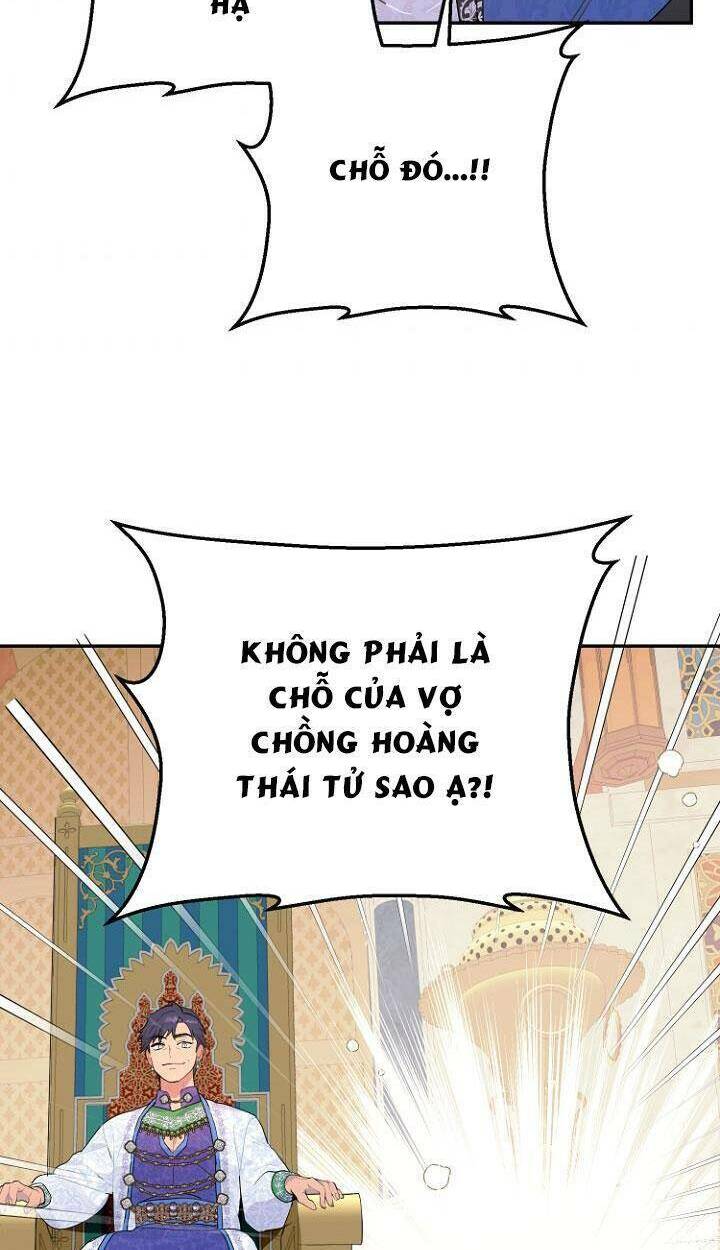 HẠ
CHỖ ĐÓ...!!
KHÔNG PHẢI LÀ
CHỖ CỦA VỢ
CHỒNG HOÀNG
THÁI TỬ SAO Ạ?!